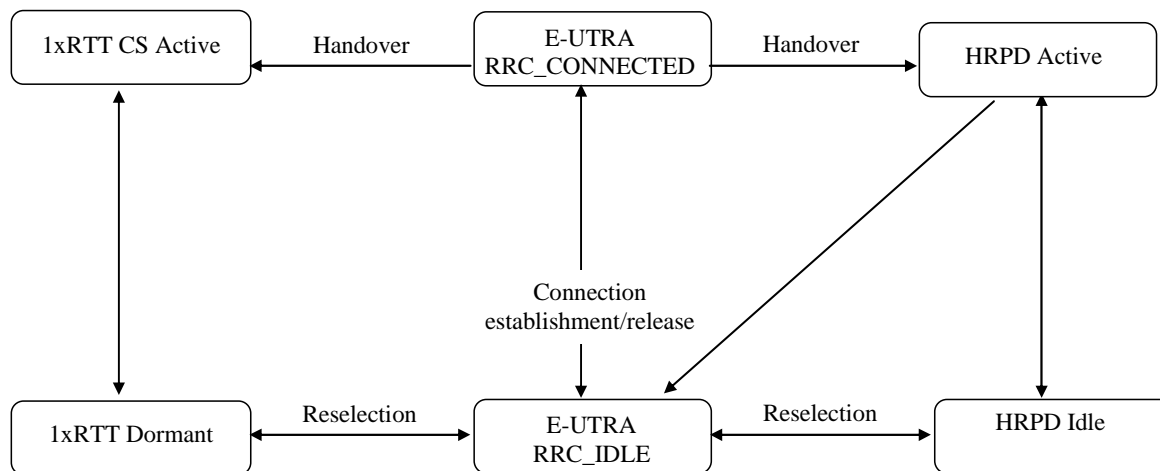 1xRTT CS Active
Handover
E-UTRA
RRC_CONNECTED
Handover
HRPD Active
Connection
establishment/release
1xRTT Dormant
Reselection
E-UTRA
RRC_IDLE
Reselection
HRPD Idle